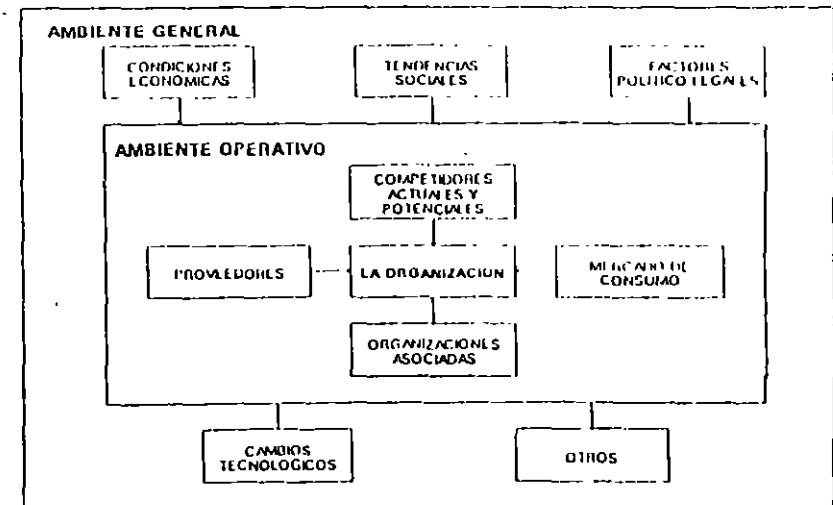 AMBIENTE GENERAL
CONDICIONES
ECONOMICAS
TENDENCIAS
SOCIALES
FACTORES
POLITICO LEGALES
AMBIENTE OPERATIVO
COMPETIDORES
ACTUALES Y
POTENCIALES
PROVEEDORES
LA ORGANIZACION
MERCADO DE
CONSUMO
ORGANIZACIONES
ASOCIADAS
CAMBIOS
TECNOLOGICOS
OTROS